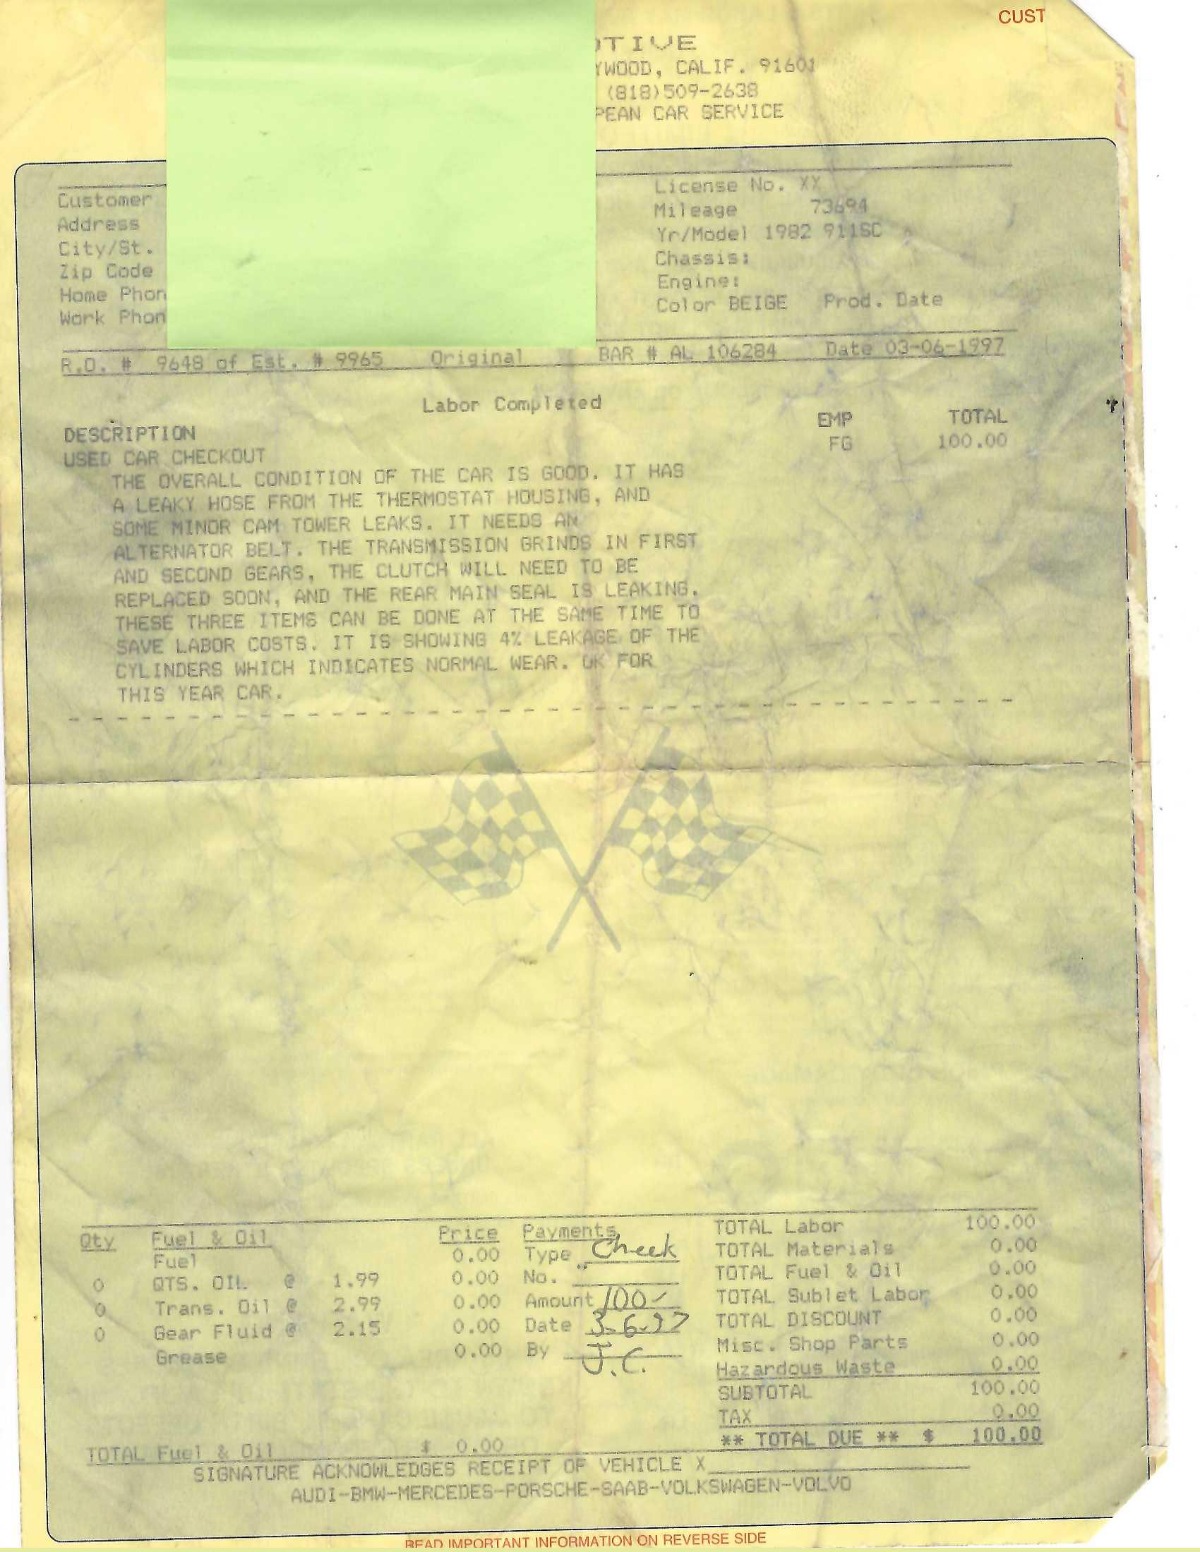 CUST
OTIVE
YWOOD, CALIF. 91601
(818)509-2638
PEAN CAR SERVICE
Customer
Address
City/St.
Zip Code
Home Phon
Work Phon
License No. XX
Mileage 73694
Yr/Model 1982 911SC
Chassis:
Engine:
Color BEIGE Prod. Date
R.O. # 9648 of Est. # 9965 Original BAR # AL 106284 Date 03-06-1997
Labor Completed
DESCRIPTION EMP TOTAL
USED CAR CHECKOUT FG 100.00
THE OVERALL CONDITION OF THE CAR IS GOOD. IT HAS
A LEAKY HOSE FROM THE THERMOSTAT HOUSING, AND
SOME MINOR CAM TOWER LEAKS. IT NEEDS AN
ALTERNATOR BELT. THE TRANSMISSION GRINDS IN FIRST
AND SECOND GEARS, THE CLUTCH WILL NEED TO BE
REPLACED SOON, AND THE REAR MAIN SEAL IS LEAKING.
THESE THREE ITEMS CAN BE DONE AT THE SAME TIME TO
SAVE LABOR COSTS. IT IS SHOWING 4% LEAKAGE OF THE
CYLINDERS WHICH INDICATES NORMAL WEAR. OK FOR
THIS YEAR CAR.
Qty Fuel & Oil Price
Fuel 0.00
0 QTS. OIL @ 1.99 0.00
0 Trans. Oil @ 2.99 0.00
0 Gear Fluid @ 2.15 0.00
Grease 0.00
TOTAL Fuel & Oil $ 0.00
Payments
Type Check
No.
Amount 100-
Date 3-6-97
By J.C.
TOTAL Labor 100.00
TOTAL Materials 0.00
TOTAL Fuel & Oil 0.00
TOTAL Sublet Labor 0.00
TOTAL DISCOUNT 0.00
Misc. Shop Parts 0.00
Hazardous Waste 0.00
SUBTOTAL 100.00
TAX 0.00
** TOTAL DUE ** $ 100.00
SIGNATURE ACKNOWLEDGES RECEIPT OF VEHICLE X
AUDI-BMW-MERCEDES-PORSCHE-SAAB-VOLKSWAGEN-VOLVO
READ IMPORTANT INFORMATION ON REVERSE SIDE